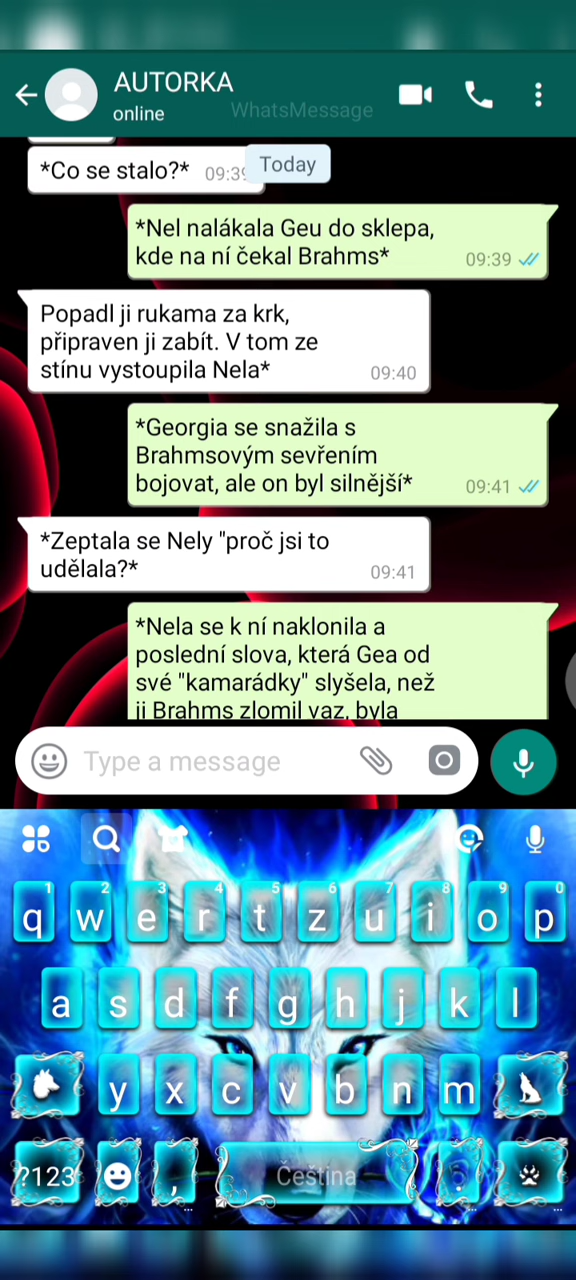 AUTORKA
online
WhatsMessage
*Co se stalo?*
Today
*Nel nalákala Geu do sklepa,
kde na ní čekal Brahms*
09:39
Popadl ji rukama za krk,
připraven ji zabít. V tom ze
stínu vystoupila Nela*
09:40
*Georgia se snažila s
Brahmsovým sevřením
bojovat, ale on byl silnější*
09:41
*Zeptala se Nely "proč jsi to
udělala?*
09:41
*Nela se k ní naklonila a
poslední slova, která Gea od
své "kamarádky" slyšela, než
ji Brahms zlomil vaz, byla
Type a message
1 2 3 4 5 6 7 8 9 0
q w e r t z u i o p
a s d f g h j k l
y x c v b n m
?123 , Čeština .